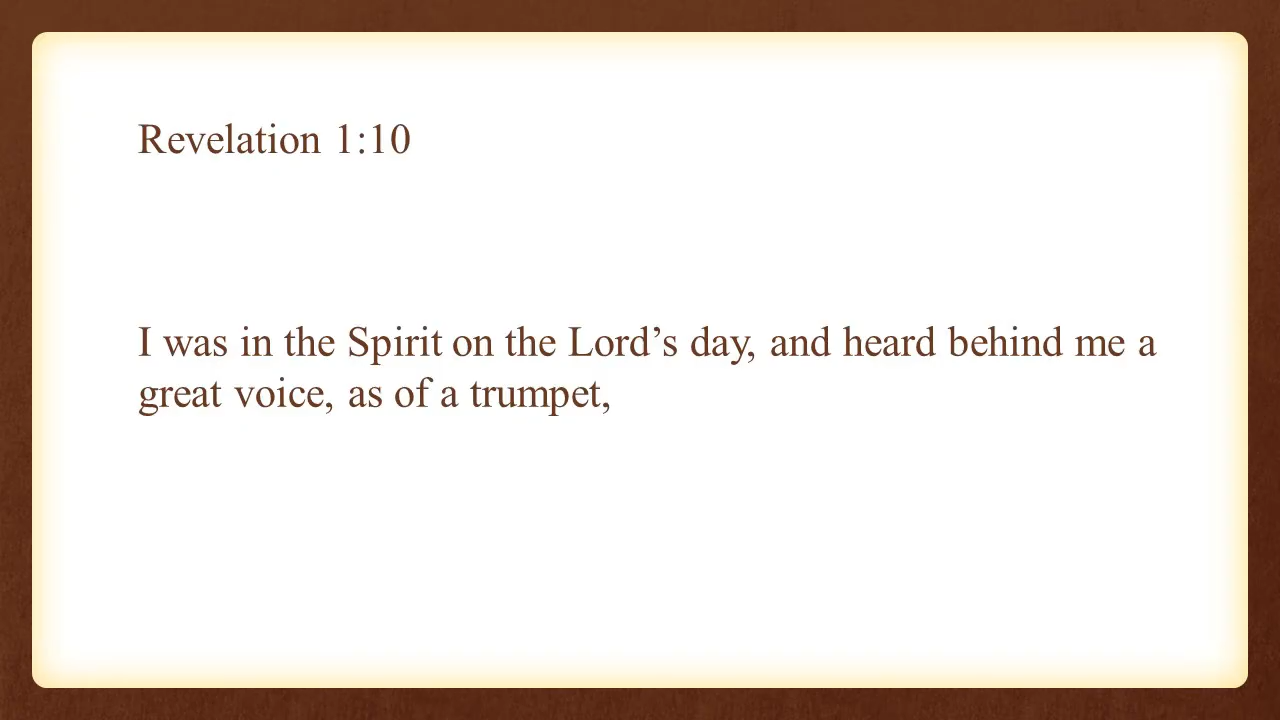 Revelation 1:10
I was in the Spirit on the Lord’s day, and heard behind me a
great voice, as of a trumpet,